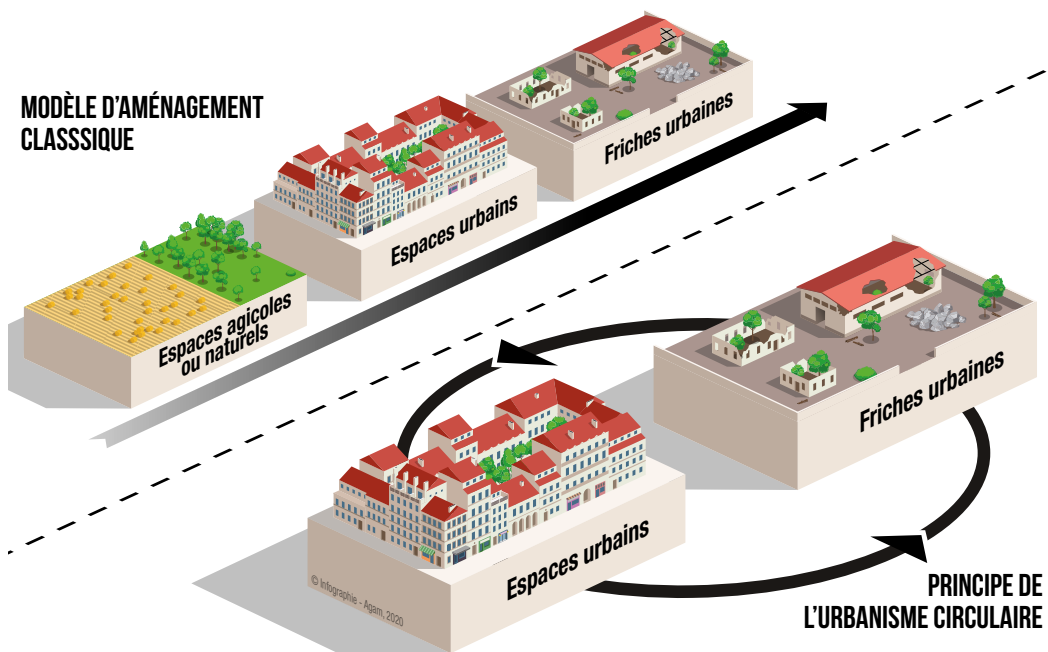 MODÈLE D'AMÉNAGEMENT
CLASSSIQUE
Friches urbaines
Espaces urbains
Espaces agicoles
ou naturels
Friches urbaines
Espaces urbains
© Infographie - Agam, 2020
PRINCIPE DE
L'URBANISME CIRCULAIRE